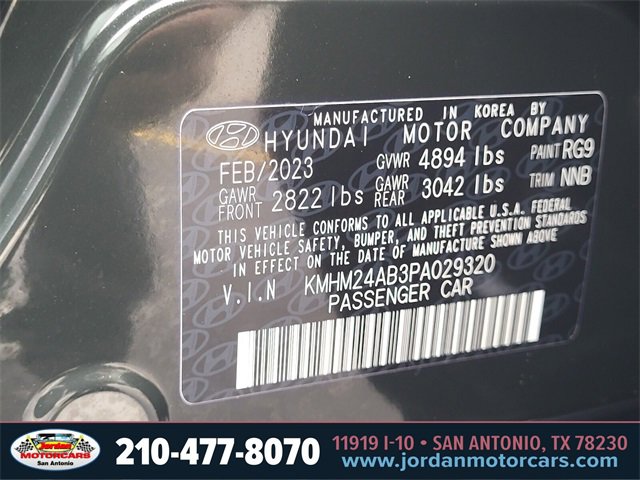 MANUFACTURED IN KOREA BY
HYUNDAI MOTOR COMPANY
FEB/2023 GVWR 4894 lbs PAINT RG9
GAWR FRONT 2822 lbs GAWR REAR 3042 lbs TRIM NNB
THIS VEHICLE CONFORMS TO ALL APPLICABLE U.S.A. FEDERAL
MOTOR VEHICLE SAFETY, BUMPER, AND THEFT PREVENTION STANDARDS
IN EFFECT ON THE DATE OF MANUFACTURE SHOWN ABOVE
V.I.N KMHM24AB3PA029320
PASSENGER CAR
Jordan
MOTORCARS
San Antonio
210-477-8070
11919 I-10 • SAN ANTONIO, TX 78230
www.jordanmotorcars.com